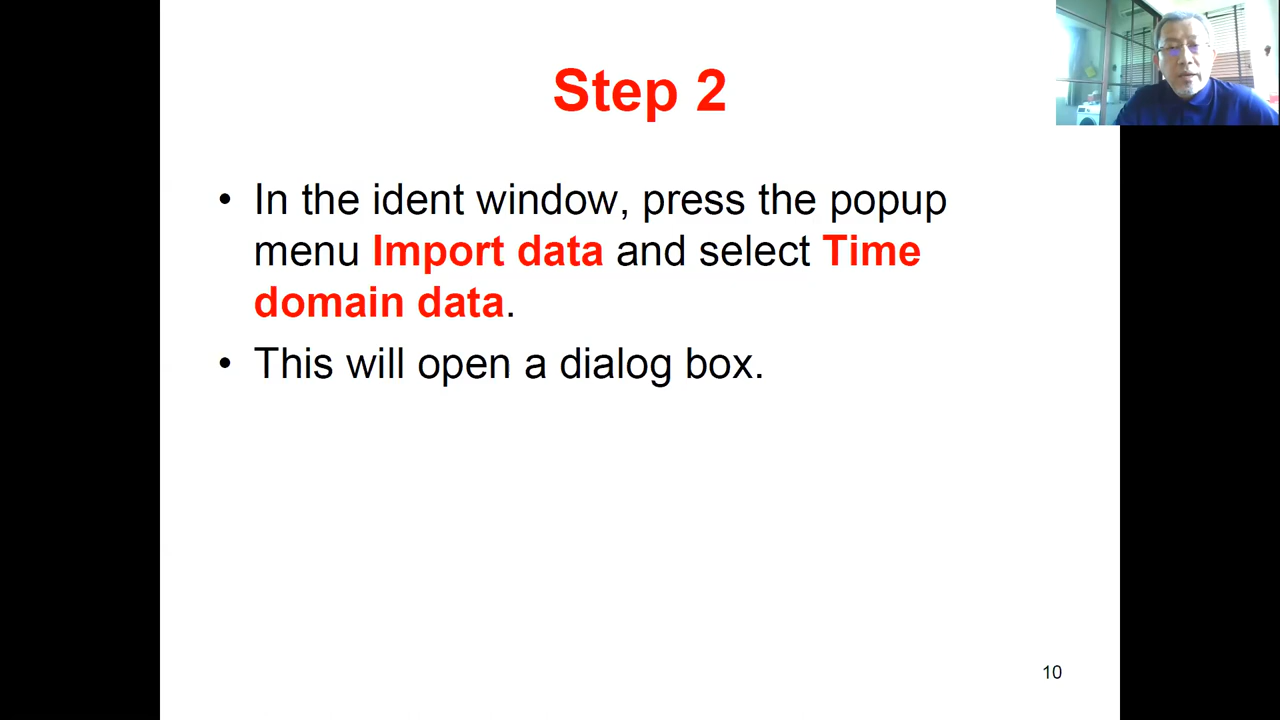 Step 2
• In the ident window, press the popup
menu Import data and select Time
domain data.
• This will open a dialog box.
10